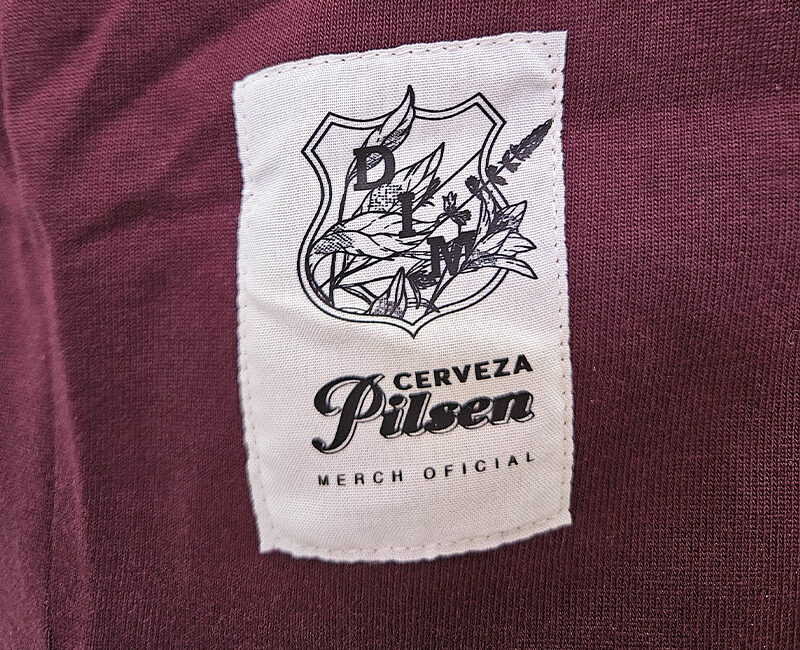 D
I
M
CERVEZA
Pilsen
MERCH OFICIAL